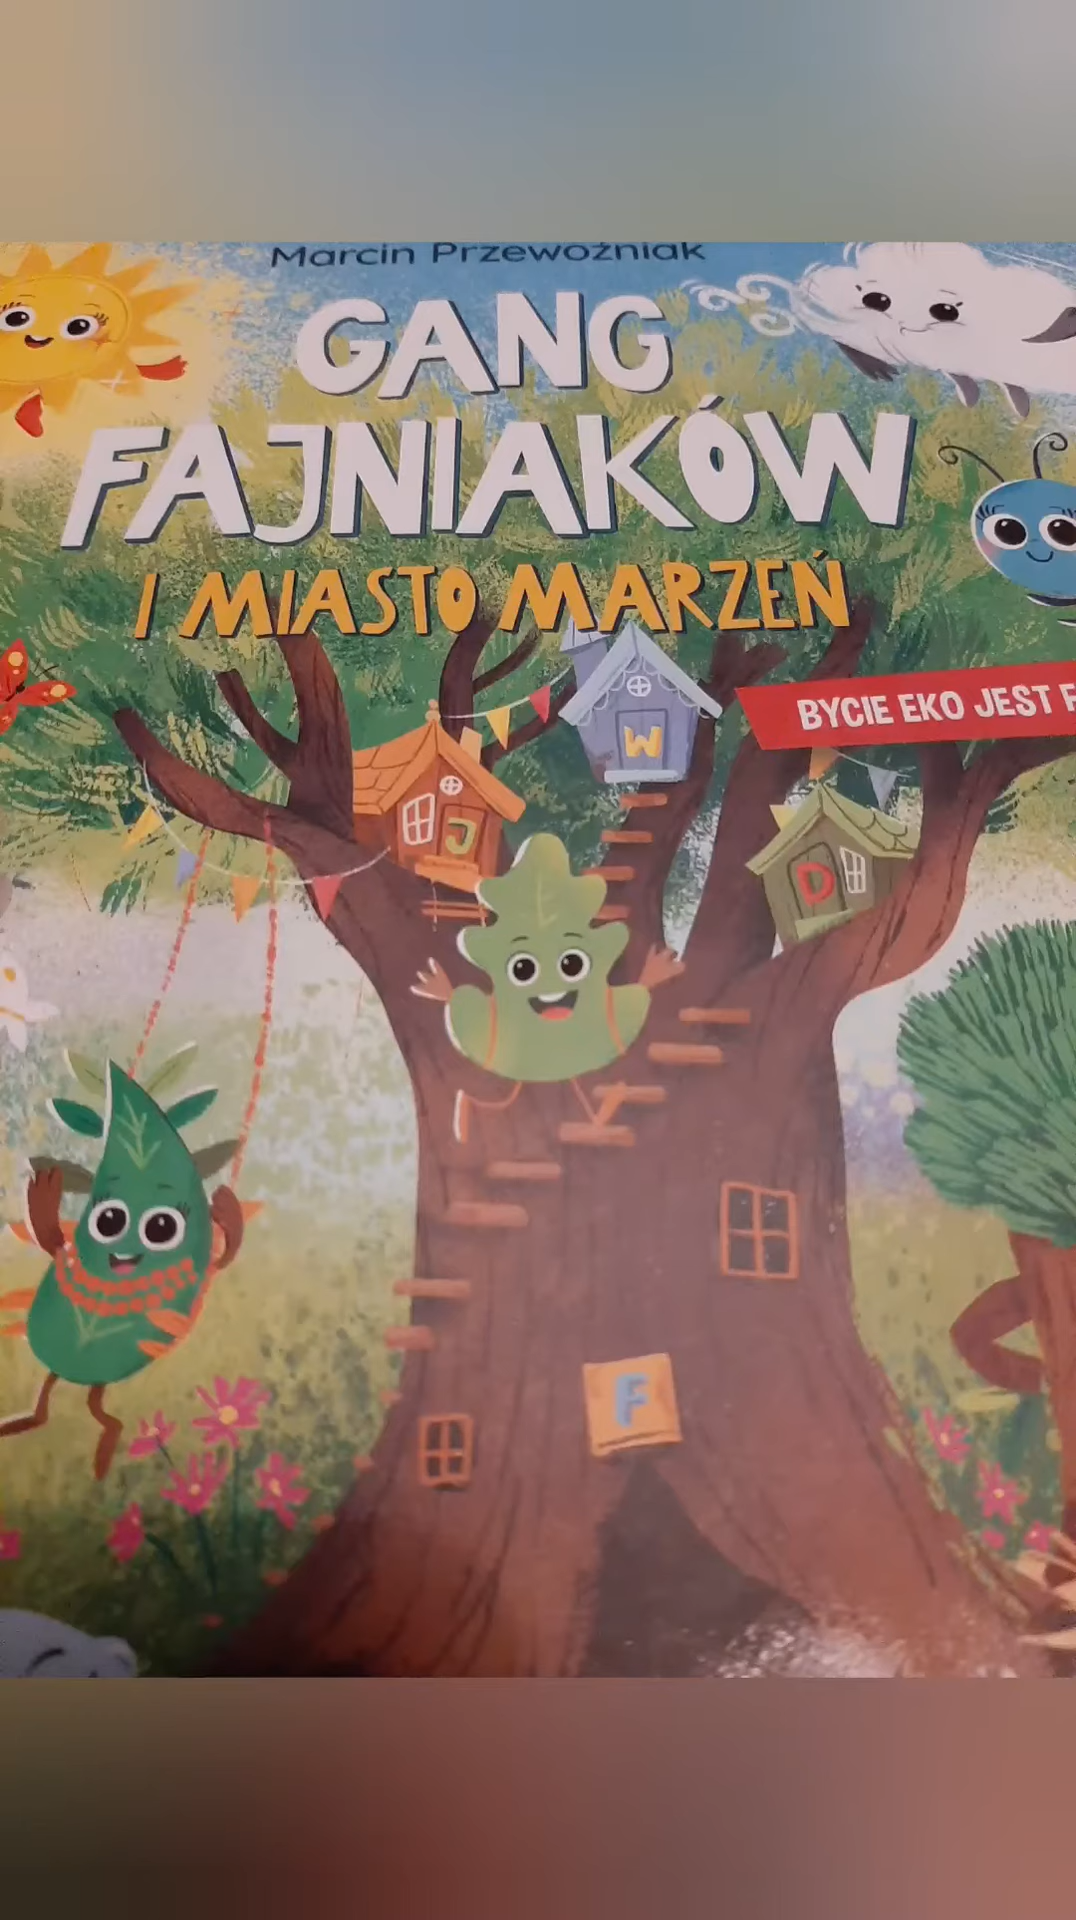 Marcin Przewoźniak
GANG
FAJNIAKÓW
I MIASTO MARZEŃ
BYCIE EKO JEST F
W
J
D
F